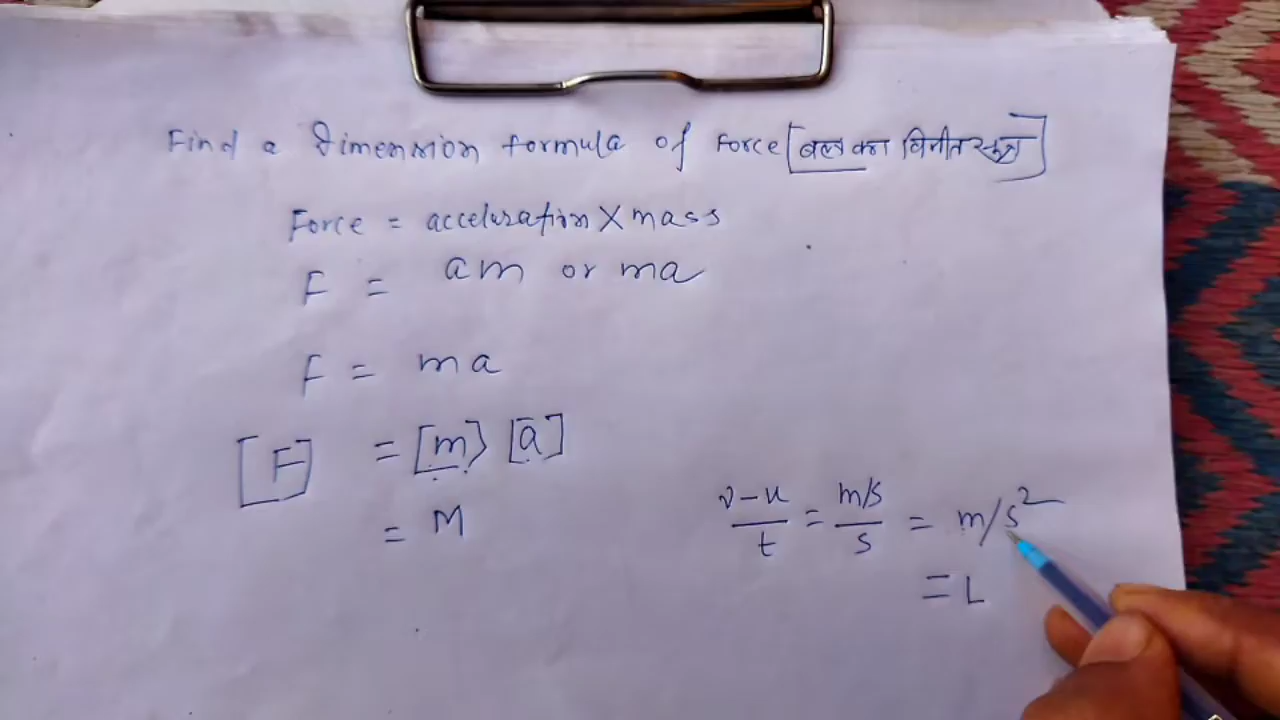 Find a Dimension formula of Force [बल का विमीत सूत्र]
Force = acceleration X mass
F = am or ma
F = ma
[F] = [m] [a]
= M
v-u/t = m/s/s = m/s²
= L